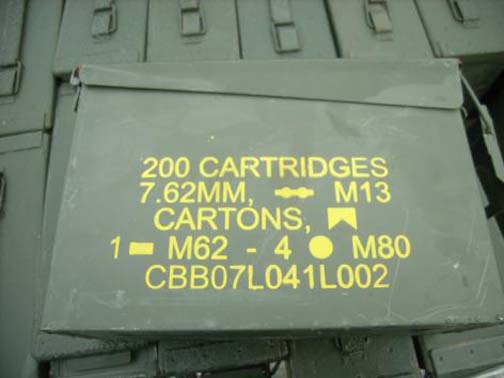 200 CARTRIDGES
7.62MM, M13
CARTONS,
1 M62 - 4 M80
CBB07L041L002